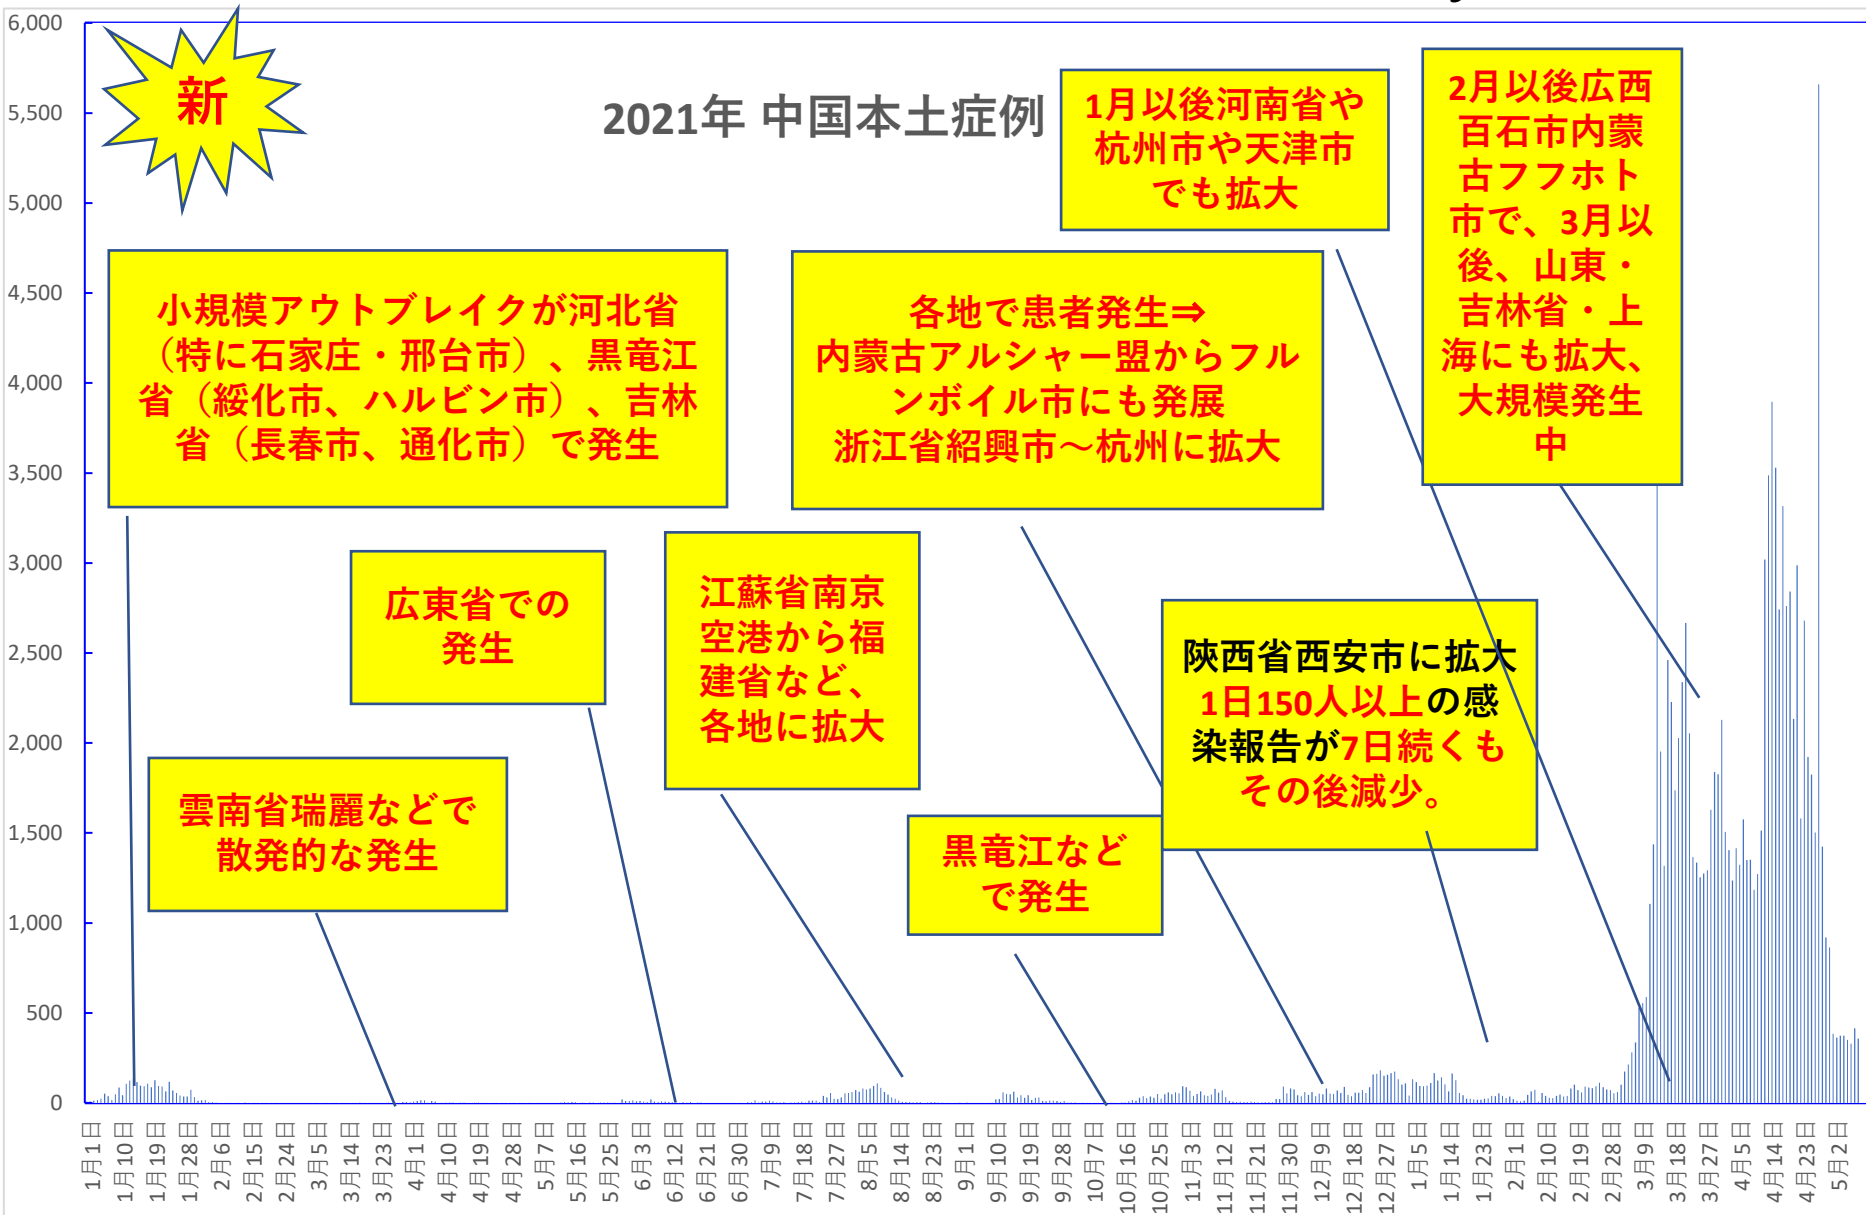 新
2021年 中国本土症例
1月以後河南省や
杭州市や天津市
でも拡大
2月以後広西
百石市内蒙
古フフホト
市で、3月以
後、山東・
吉林省・上
海にも拡大、
大規模発生
中
小規模アウトブレイクが河北省
（特に石家庄・邢台市）、黒竜江
省（綏化市、ハルビン市）、吉林
省（長春市、通化市）で発生
各地で患者発生⇒
内蒙古アルシャー盟からフル
ンボイル市にも発展
浙江省紹興市～杭州に拡大
広東省での
発生
江蘇省南京
空港から福
建省など、
各地に拡大
陝西省西安市に拡大
1日150人以上の感
染報告が7日続くも
その後減少。
雲南省瑞麗などで
散発的な発生
黒竜江など
で発生
6,000
5,500
5,000
4,500
4,000
3,500
3,000
2,500
2,000
1,500
1,000
500
0
1月1日
1月10日
1月19日
1月28日
2月6日
2月15日
2月24日
3月5日
3月14日
3月23日
4月1日
4月10日
4月19日
4月28日
5月7日
5月16日
5月25日
6月3日
6月12日
6月21日
6月30日
7月9日
7月18日
7月27日
8月5日
8月14日
8月23日
9月1日
9月10日
9月19日
9月28日
10月7日
10月16日
10月25日
11月3日
11月12日
11月21日
11月30日
12月9日
12月18日
12月27日
1月5日
1月14日
1月23日
2月1日
2月10日
2月19日
2月28日
3月9日
3月18日
3月27日
4月5日
4月14日
4月23日
5月2日